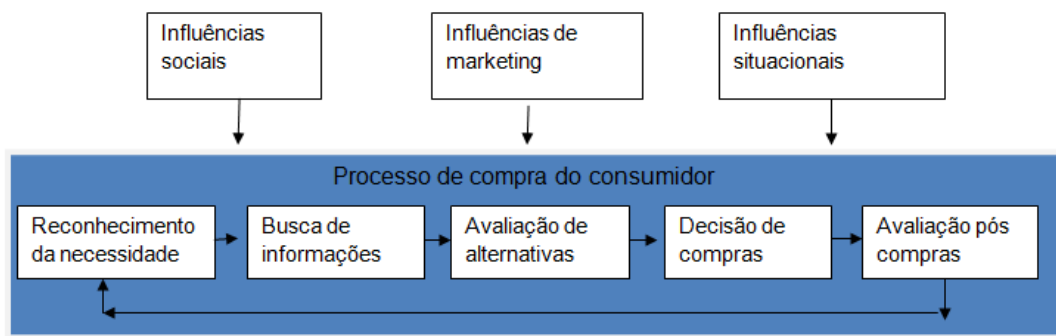 Influências
sociais
Influências de
marketing
Influências
situacionais
Processo de compra do consumidor
Reconhecimento
da necessidade
Busca de
informações
Avaliação de
alternativas
Decisão de
compras
Avaliação pós
compras